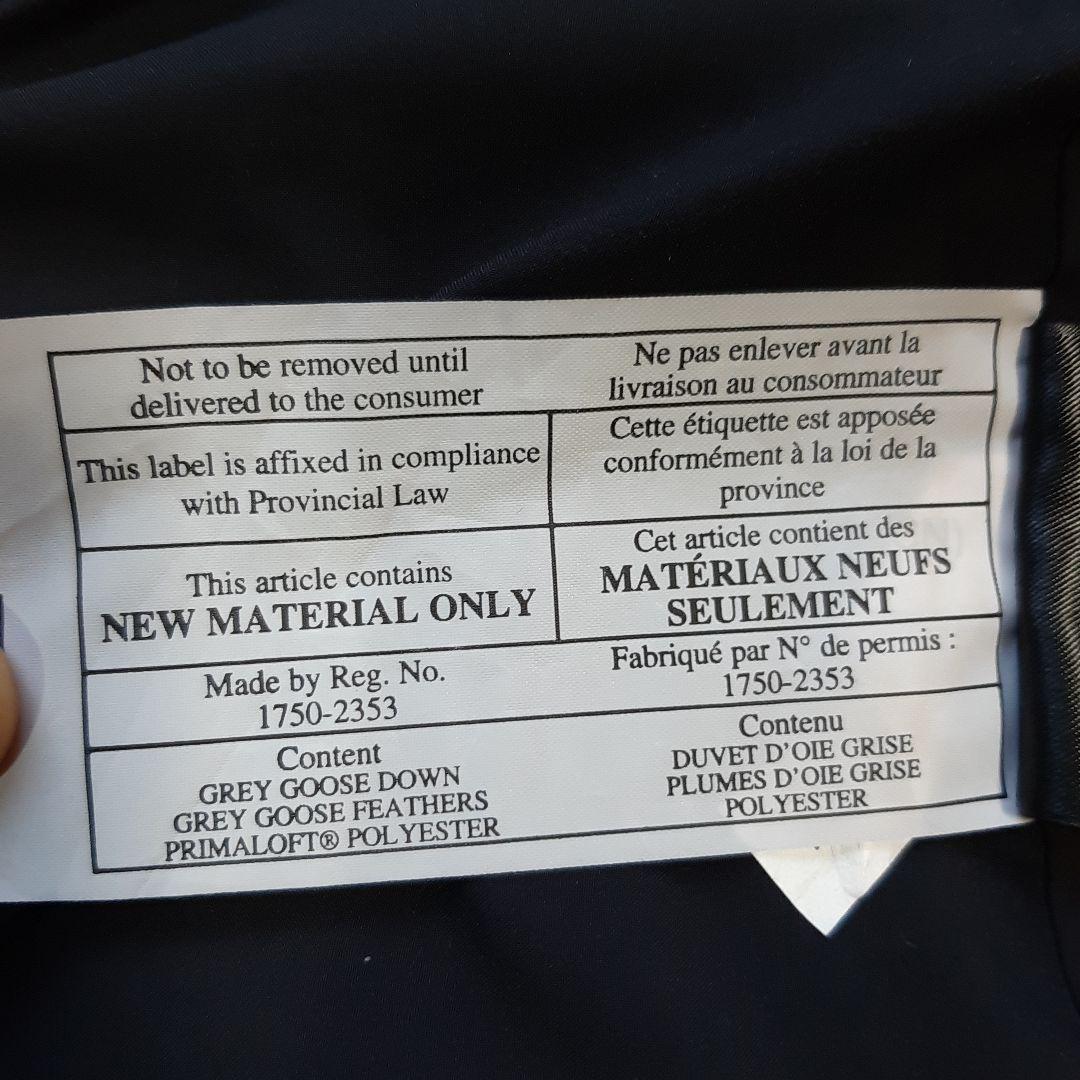 Not to be removed until
delivered to the consumer
Ne pas enlever avant la
livraison au consommateur
This label is affixed in compliance
with Provincial Law
Cette étiquette est apposée
conformément à la loi de la
province
This article contains
NEW MATERIAL ONLY
Cet article contient des
MATÉRIAUX NEUFS
SEULEMENT
Made by Reg. No.
1750-2353
Fabriqué par N° de permis :
1750-2353
Content
GREY GOOSE DOWN
GREY GOOSE FEATHERS
PRIMALOFT® POLYESTER
Contenu
DUVET D'OIE GRISE
PLUMES D'OIE GRISE
POLYESTER